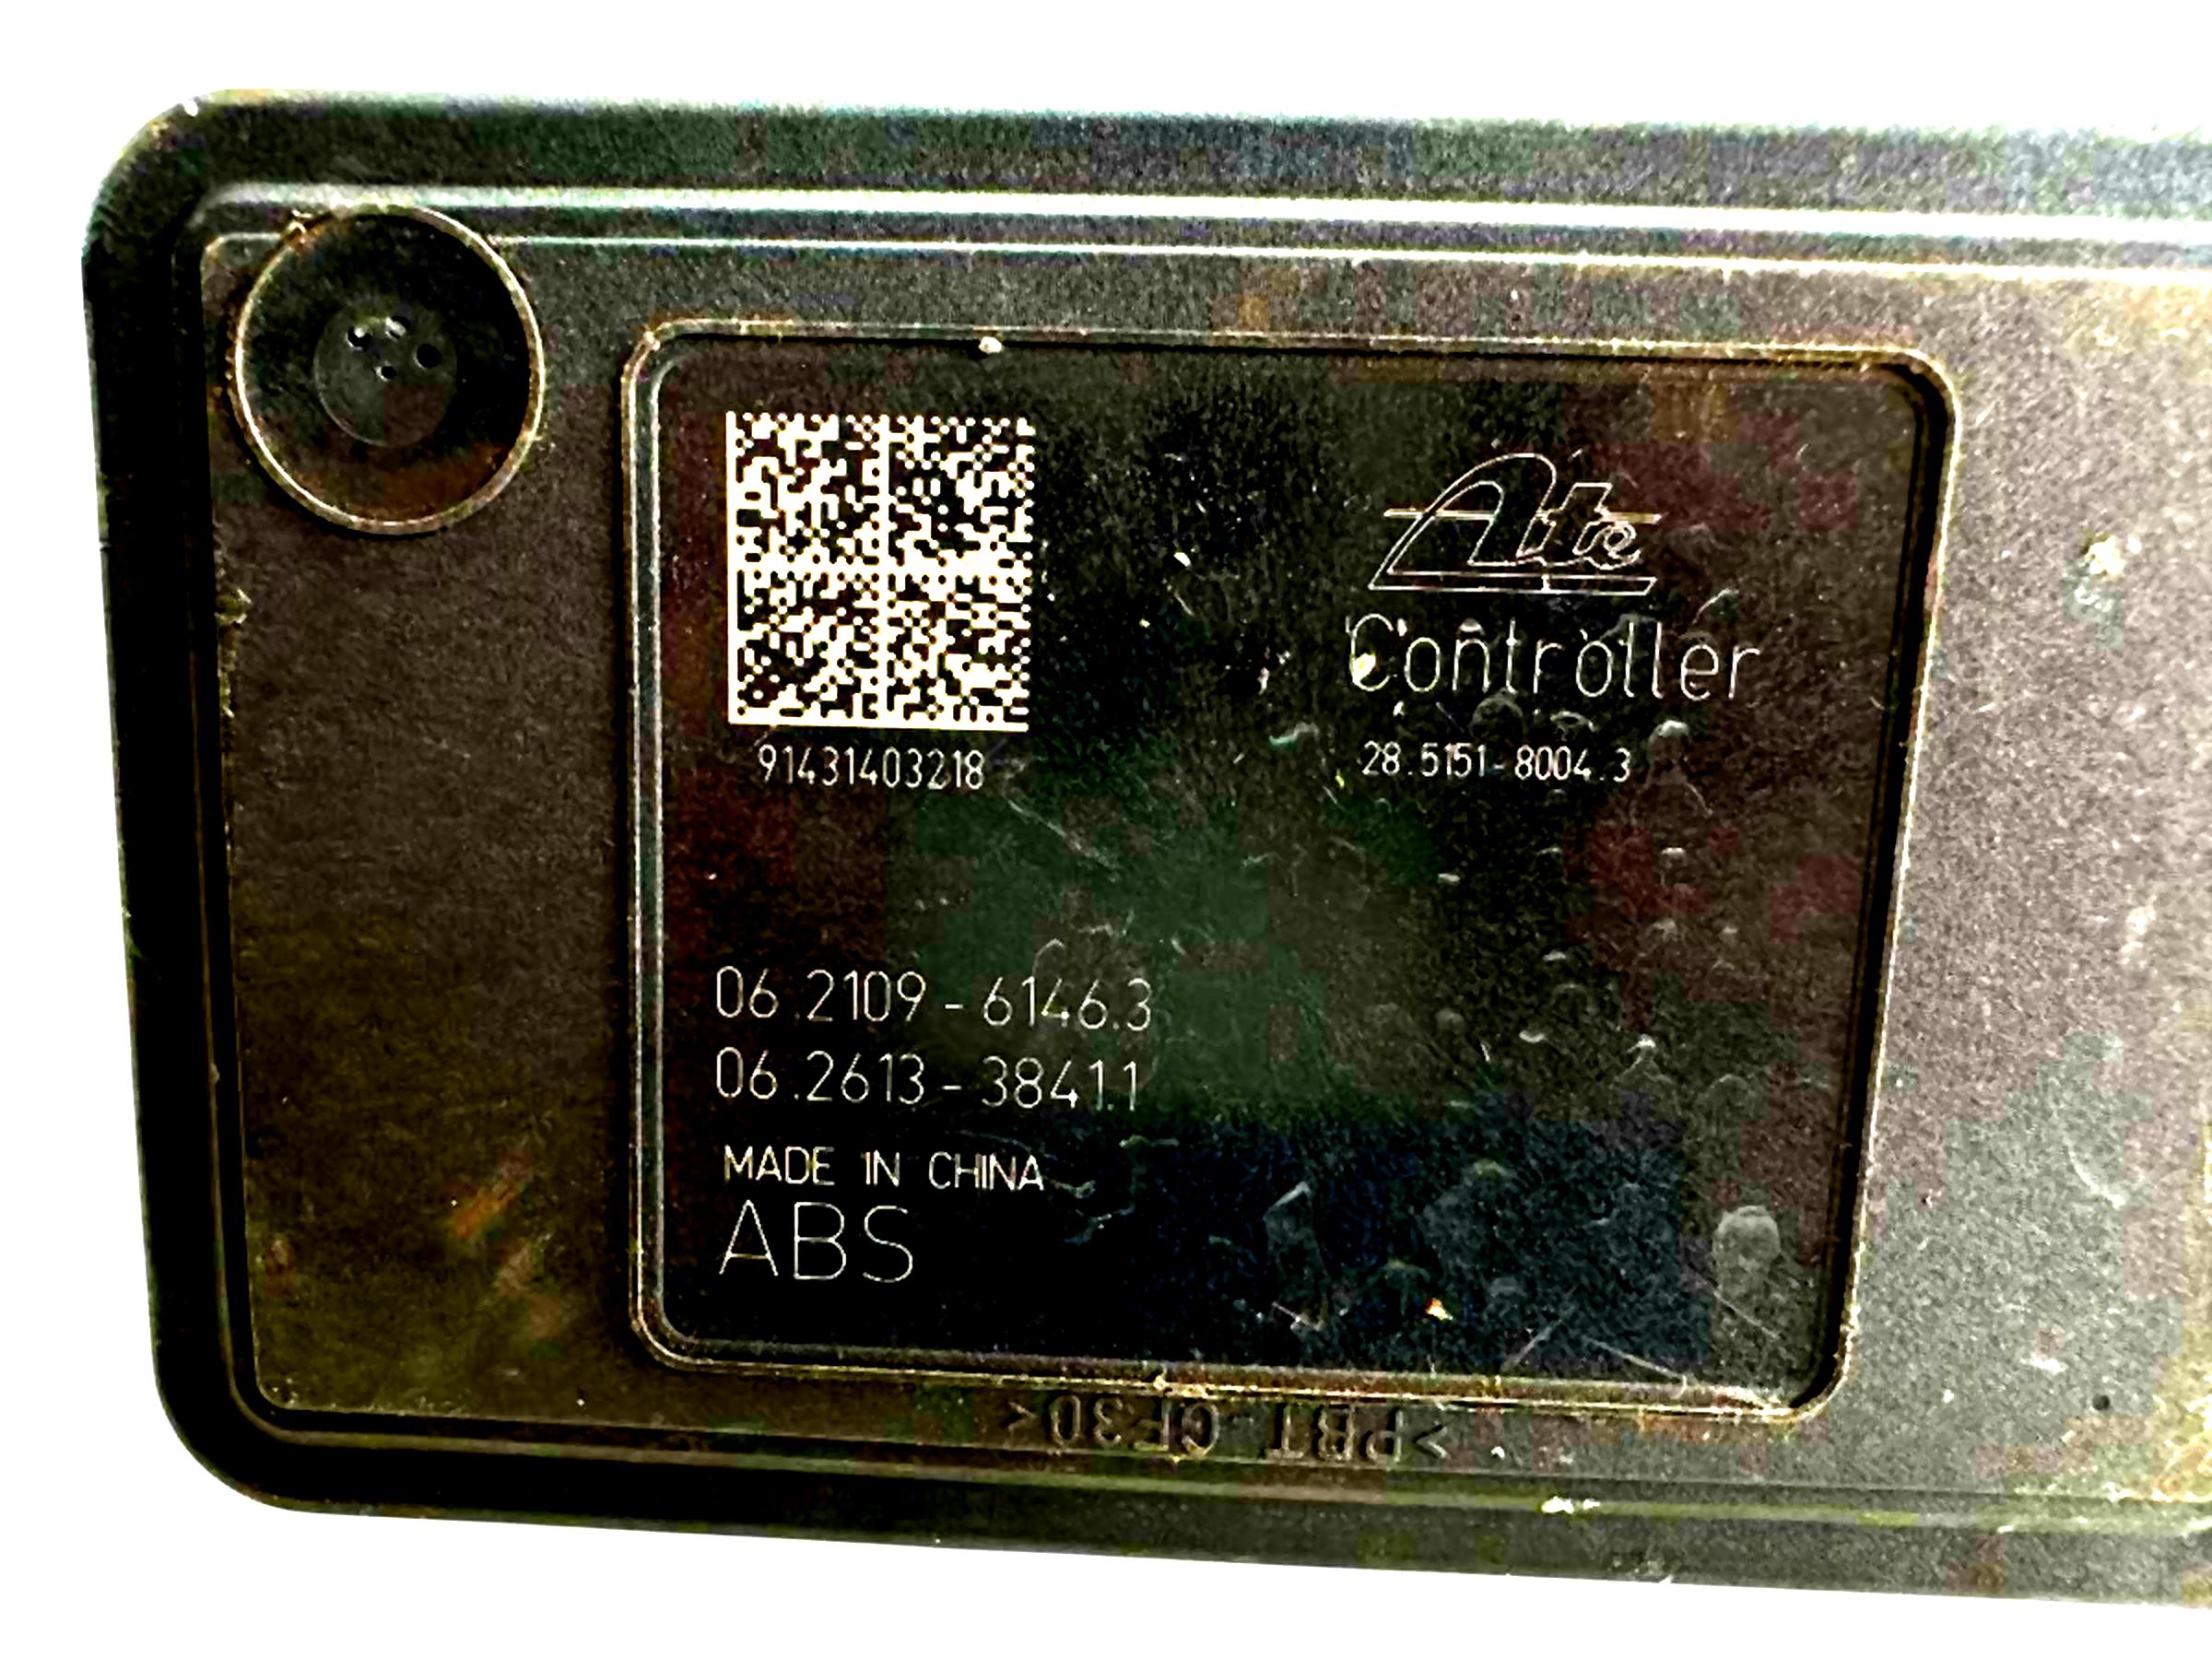 Ate
Controller
91431403218
28.5151-8004.3
06.2109-6146.3
06.2613-3841.1
MADE IN CHINA
ABS
>PBT-GF30<